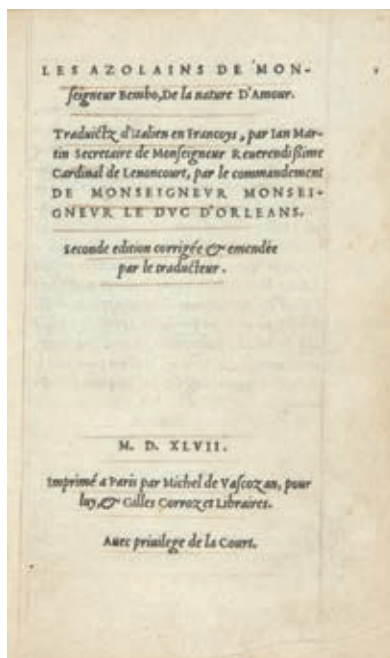 LES AZOLAINS DE MON-
ſeigneur Bembo, De la nature D'Amour.
Traduictz d'Italien en Francoys, par Ian Mar-
tin Secretaire de Monſeigneur Reuerendiſsime
Cardinal de Lenoncourt, par le commandement
DE MONSEIGNEVR MONSEI-
GNEVR LE DVC D'ORLEANS.
Seconde edition corrigée & emendée
par le traducteur.
M. D. XLVII.
Imprimé a Paris par Michel de Vaſcozan, pour
luy, & Gilles Corrozet Libraires.
Auec priuilege de la Court.